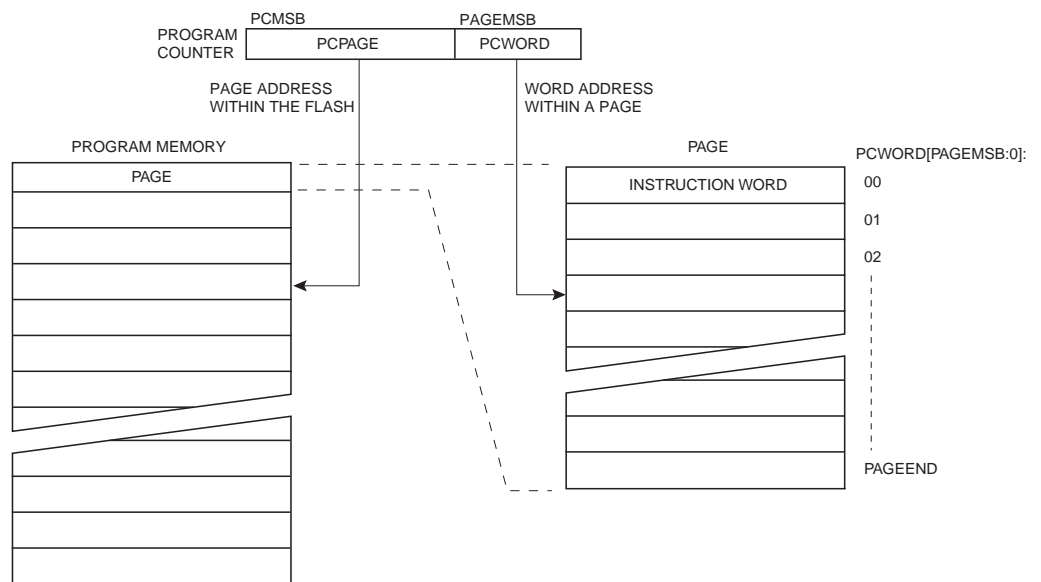 PCMSB
PAGEMSB
PROGRAM
COUNTER
PCPAGE
PCWORD
PAGE ADDRESS
WITHIN THE FLASH
WORD ADDRESS
WITHIN A PAGE
PROGRAM MEMORY
PAGE
PAGE
PCWORD[PAGEMSB:0]:
INSTRUCTION WORD
00
01
02
PAGEEND